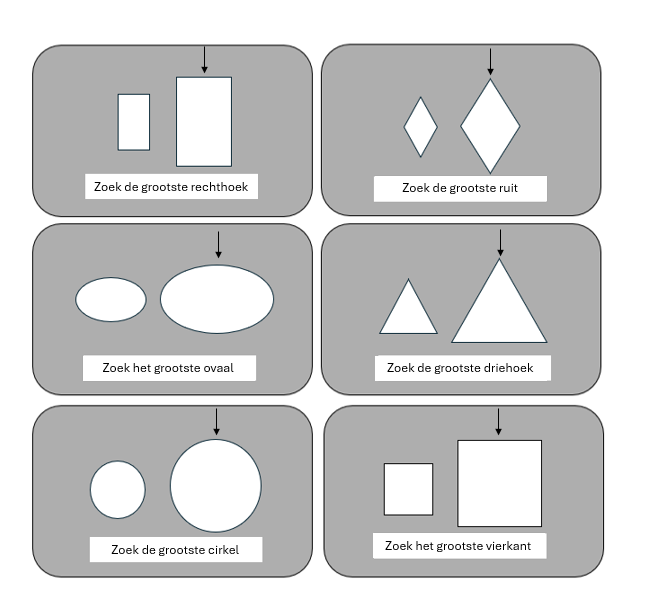 Zoek de grootste rechthoek
Zoek de grootste ruit
Zoek het grootste ovaal
Zoek de grootste driehoek
Zoek de grootste cirkel
Zoek het grootste vierkant